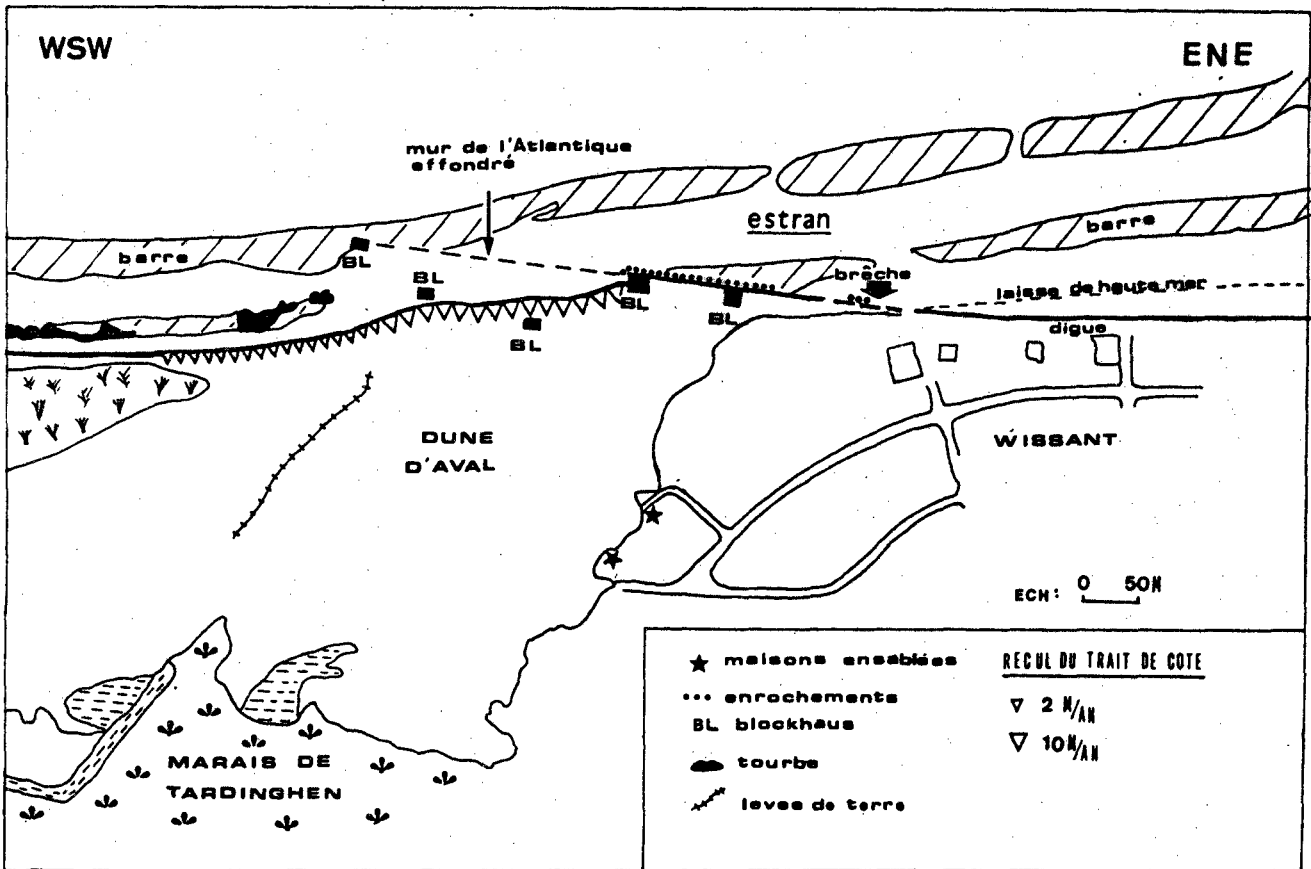 WSW
ENE
mur de l'Atlantique
effondré
estran
barre
barre
BL
BL
BL
BL
BL
brêche
laisse de haute mer
digue
DUNE
D'AVAL
WISSANT
ECH: 0 50M
MARAIS DE
TARDINGHEN
maisons ensablées
enrochements
BL blockhaus
tourbe
levee de terre
RECUL DU TRAIT DE COTE
2 M/AN
10 M/AN